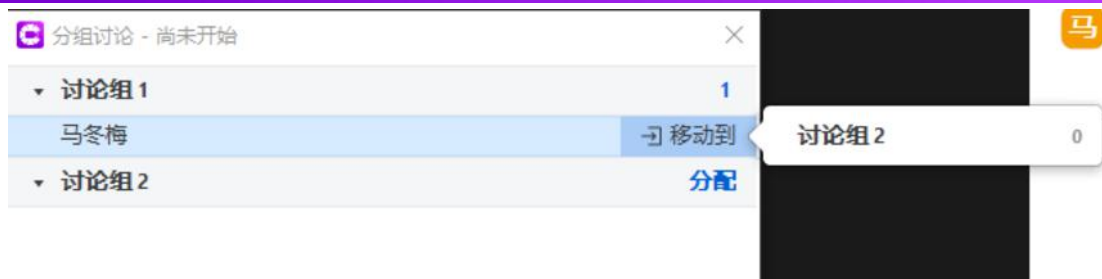 分组讨论 - 尚未开始
马
讨论组 1 1
马冬梅 移动到 讨论组 2 0
讨论组 2 分配